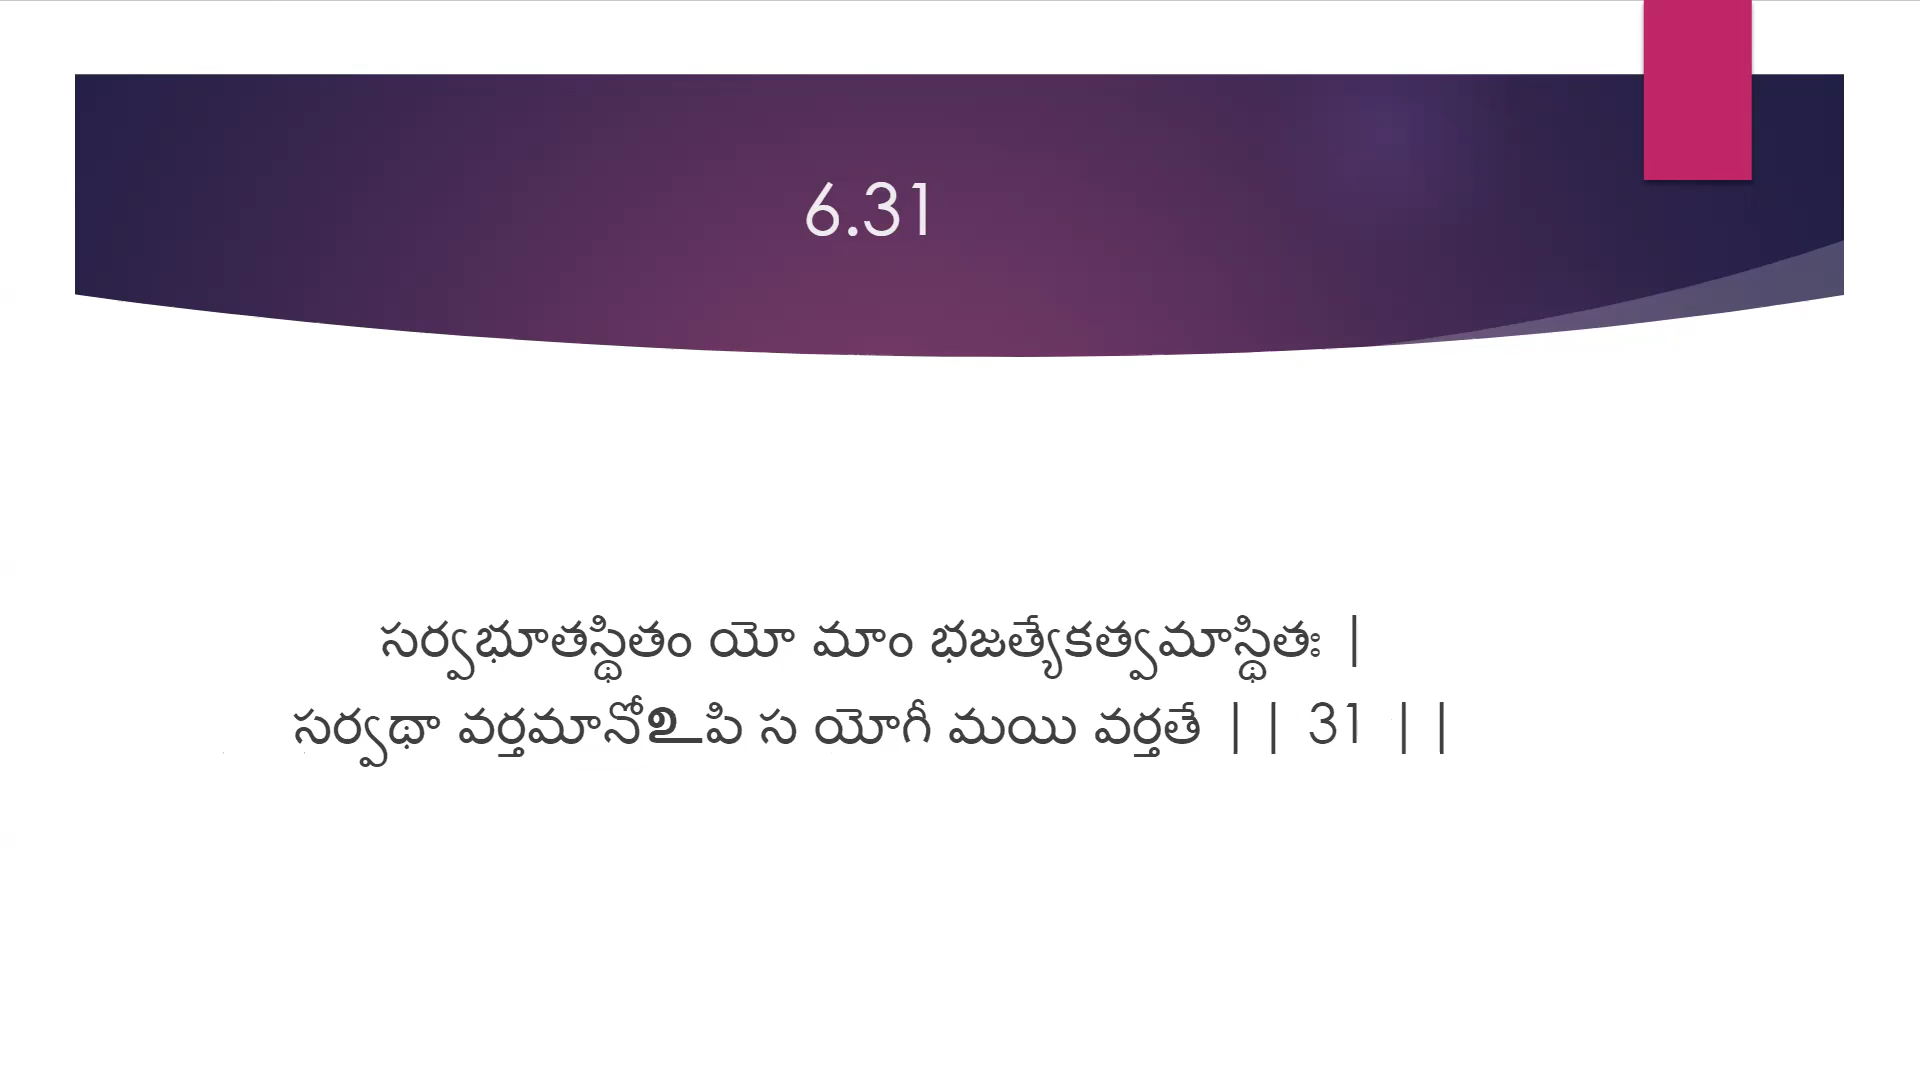 6.31
సర్వభూతస్థితం యో మాం భజత్యేకత్వమాస్థితః |
సర్వథా వర్తమానోఽపి స యోగీ మయి వర్తతే || 31 ||